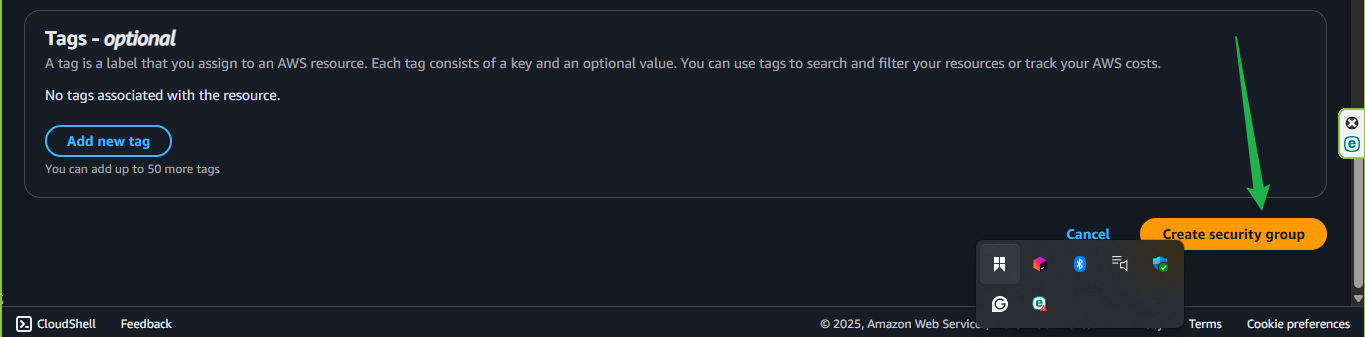 Tags - optional
A tag is a label that you assign to an AWS resource. Each tag consists of a key and an optional value. You can use tags to search and filter your resources or track your AWS costs.
No tags associated with the resource.
Add new tag
You can add up to 50 more tags
Cancel
Create security group
CloudShell
Feedback
© 2025, Amazon Web
Terms
Cookie preferences